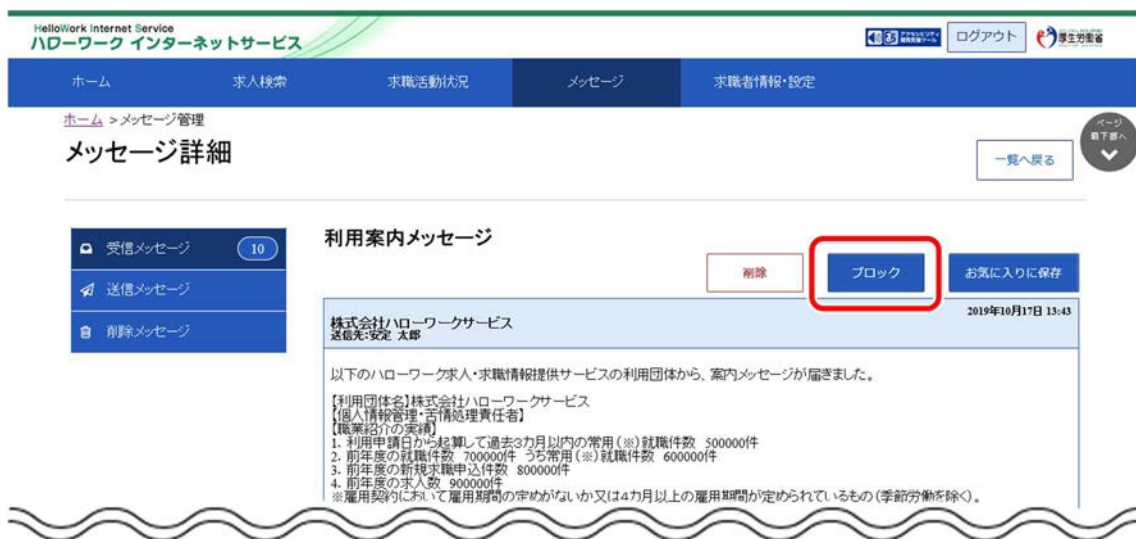 HelloWork Internet Service
ハローワーク インターネットサービス
ログアウト
厚生労働省
ホーム 求人検索 求職活動状況 メッセージ 求職者情報・設定
ホーム >メッセージ管理
ページ
最下部へ
メッセージ詳細
一覧へ戻る
受信メッセージ 10
送信メッセージ
削除メッセージ
利用案内メッセージ
削除 ブロック お気に入りに保存
株式会社ハローワークサービス 2019年10月17日 13:43
送信先:安定 太郎
以下のハローワーク求人・求職情報提供サービスの利用団体から、案内メッセージが届きました。
【利用団体名】株式会社ハローワークサービス
【個人情報管理・苦情処理責任者】
【職業紹介の実績】
1. 利用申請日から起算して過去3カ月以内の常用(※)就職件数 500000件
2. 前年度の就職件数 700000件 うち常用(※)就職件数 600000件
3. 前年度の新規求職申込件数 800000件
4. 前年度の求人数 900000件
※雇用契約において雇用期間の定めがないか又は4カ月以上の雇用期間が定められているもの(季節労働を除く)。